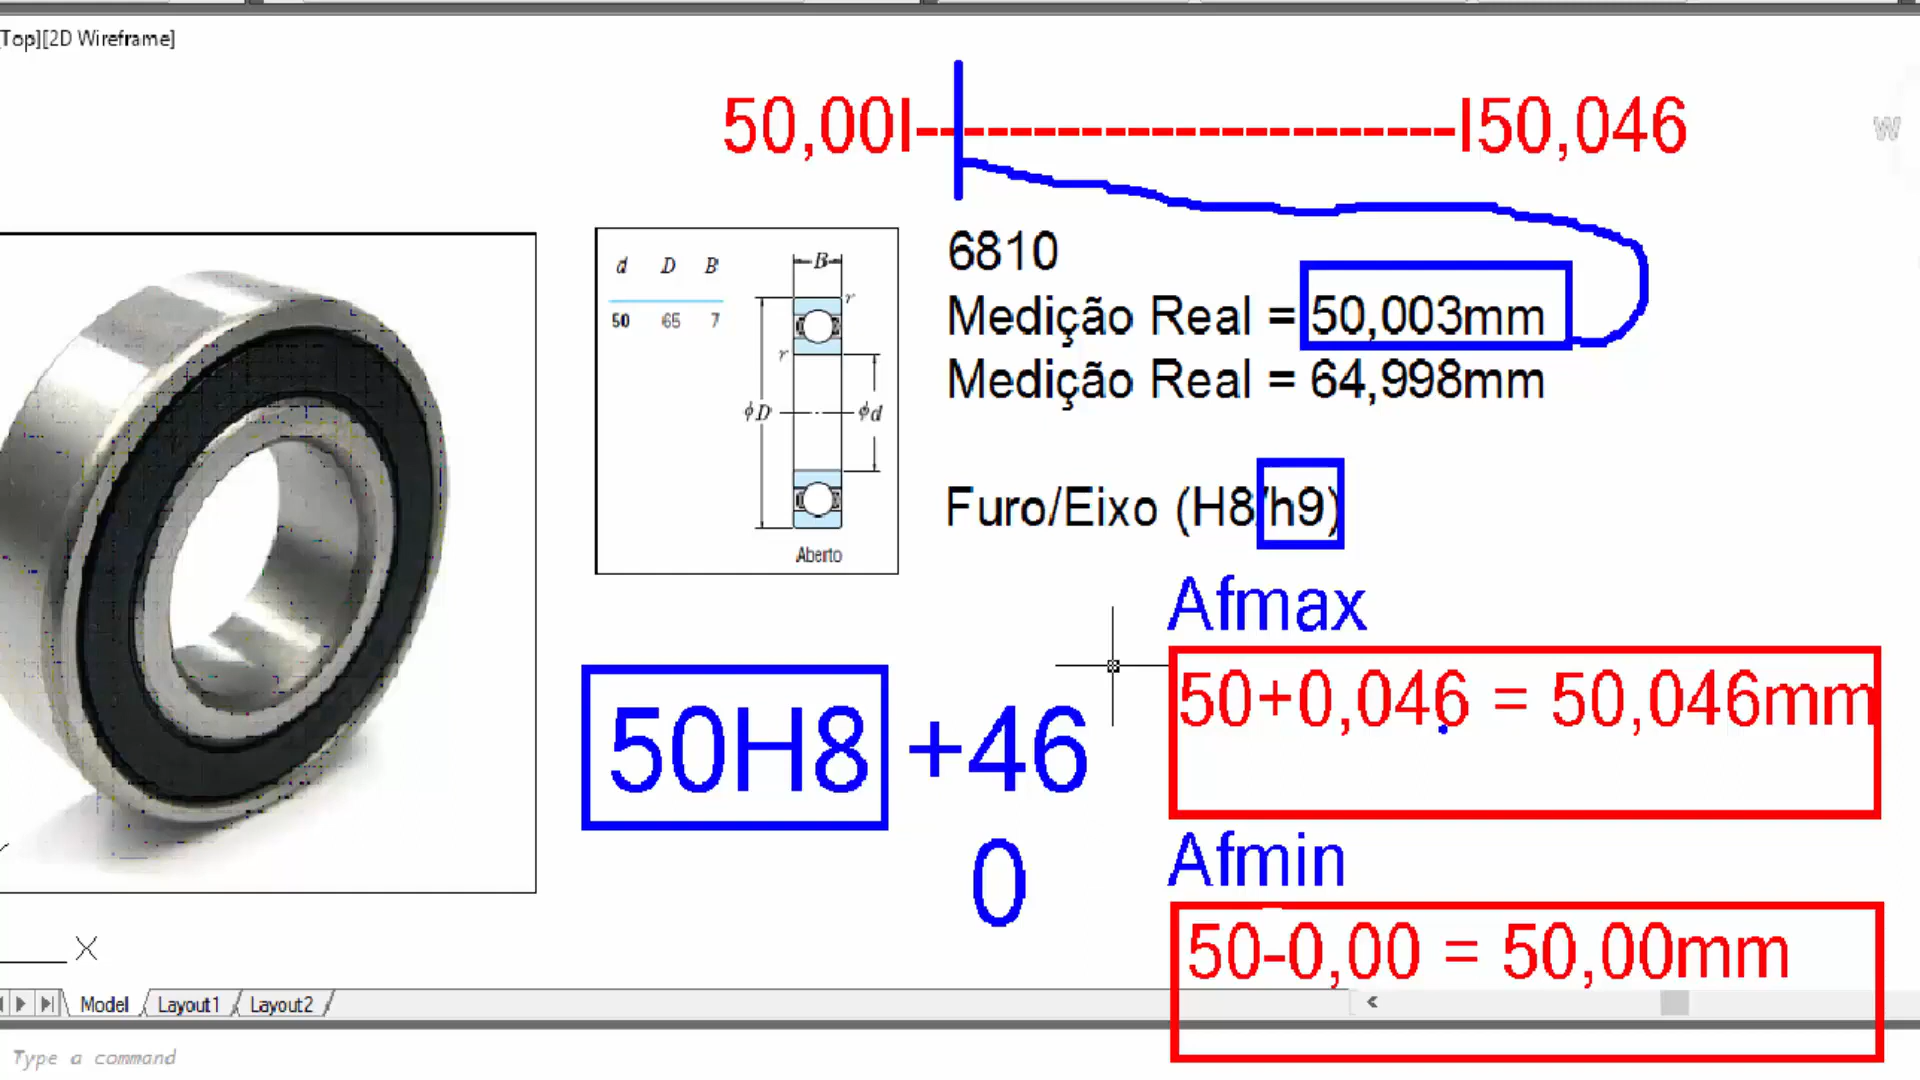 [Top][2D Wireframe]
50,00I--------------------------I50,046
W
d D B
50 65 7
B
r
r
ϕD
ϕd
Aberto
6810
Medição Real = 50,003mm
Medição Real = 64,998mm
Furo/Eixo (H8/h9)
Afmax
50+0,046 = 50,046mm
50H8 +46
0
Afmin
50-0,00 = 50,00mm
X
Model Layout1 Layout2
Type a command